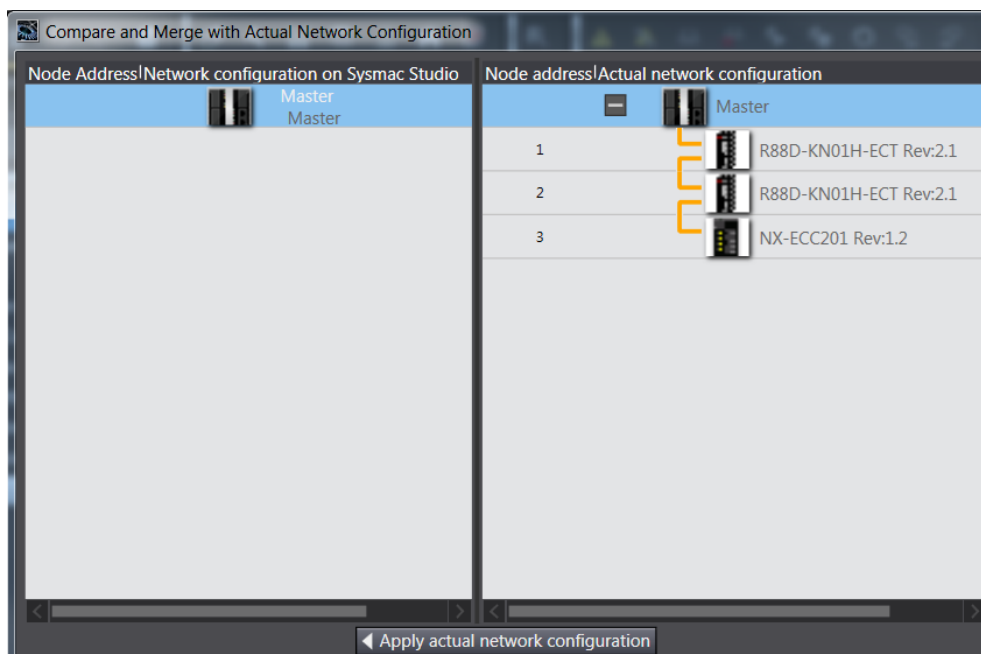 Compare and Merge with Actual Network Configuration
Node Address|Network configuration on Sysmac Studio
Master
Master
Node address|Actual network configuration
Master
1 R88D-KN01H-ECT Rev:2.1
2 R88D-KN01H-ECT Rev:2.1
3 NX-ECC201 Rev:1.2
Apply actual network configuration